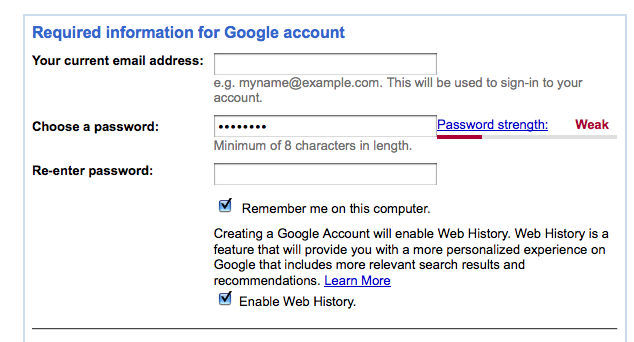 Required information for Google account
Your current email address:
e.g. myname@example.com. This will be used to sign-in to your
account.
Choose a password: •••••••• Password strength: Weak
Minimum of 8 characters in length.
Re-enter password:
Remember me on this computer.
Creating a Google Account will enable Web History. Web History is a
feature that will provide you with a more personalized experience on
Google that includes more relevant search results and
recommendations. Learn More
Enable Web History.